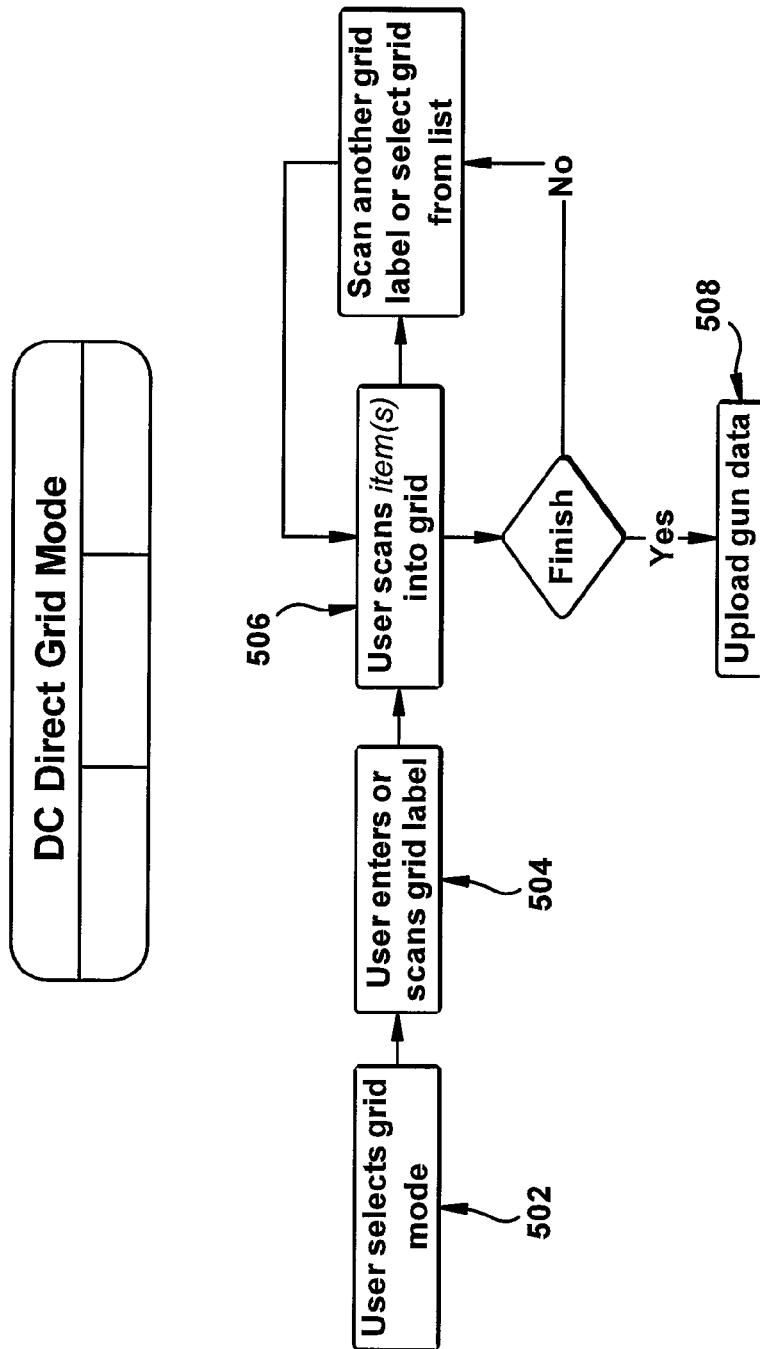 DC Direct Grid Mode
User selects grid
mode
502
User enters or
scans grid label
504
506
User scans item(s)
into grid
Scan another grid
label or select grid
from list
Finish
No
Yes
Upload gun data
508